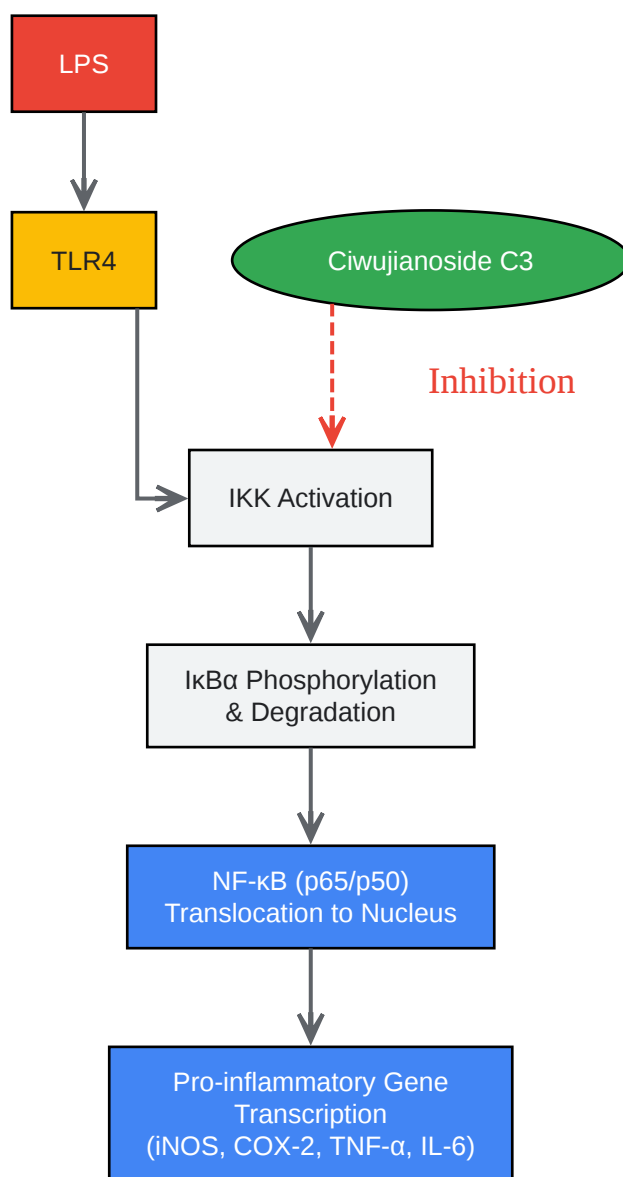 LPS
TLR4
Ciwujianoside C3
Inhibition
IKK Activation
IκBα Phosphorylation
& Degradation
NF-κB (p65/p50)
Translocation to Nucleus
Pro-inflammatory Gene
Transcription
(iNOS, COX-2, TNF-α, IL-6)